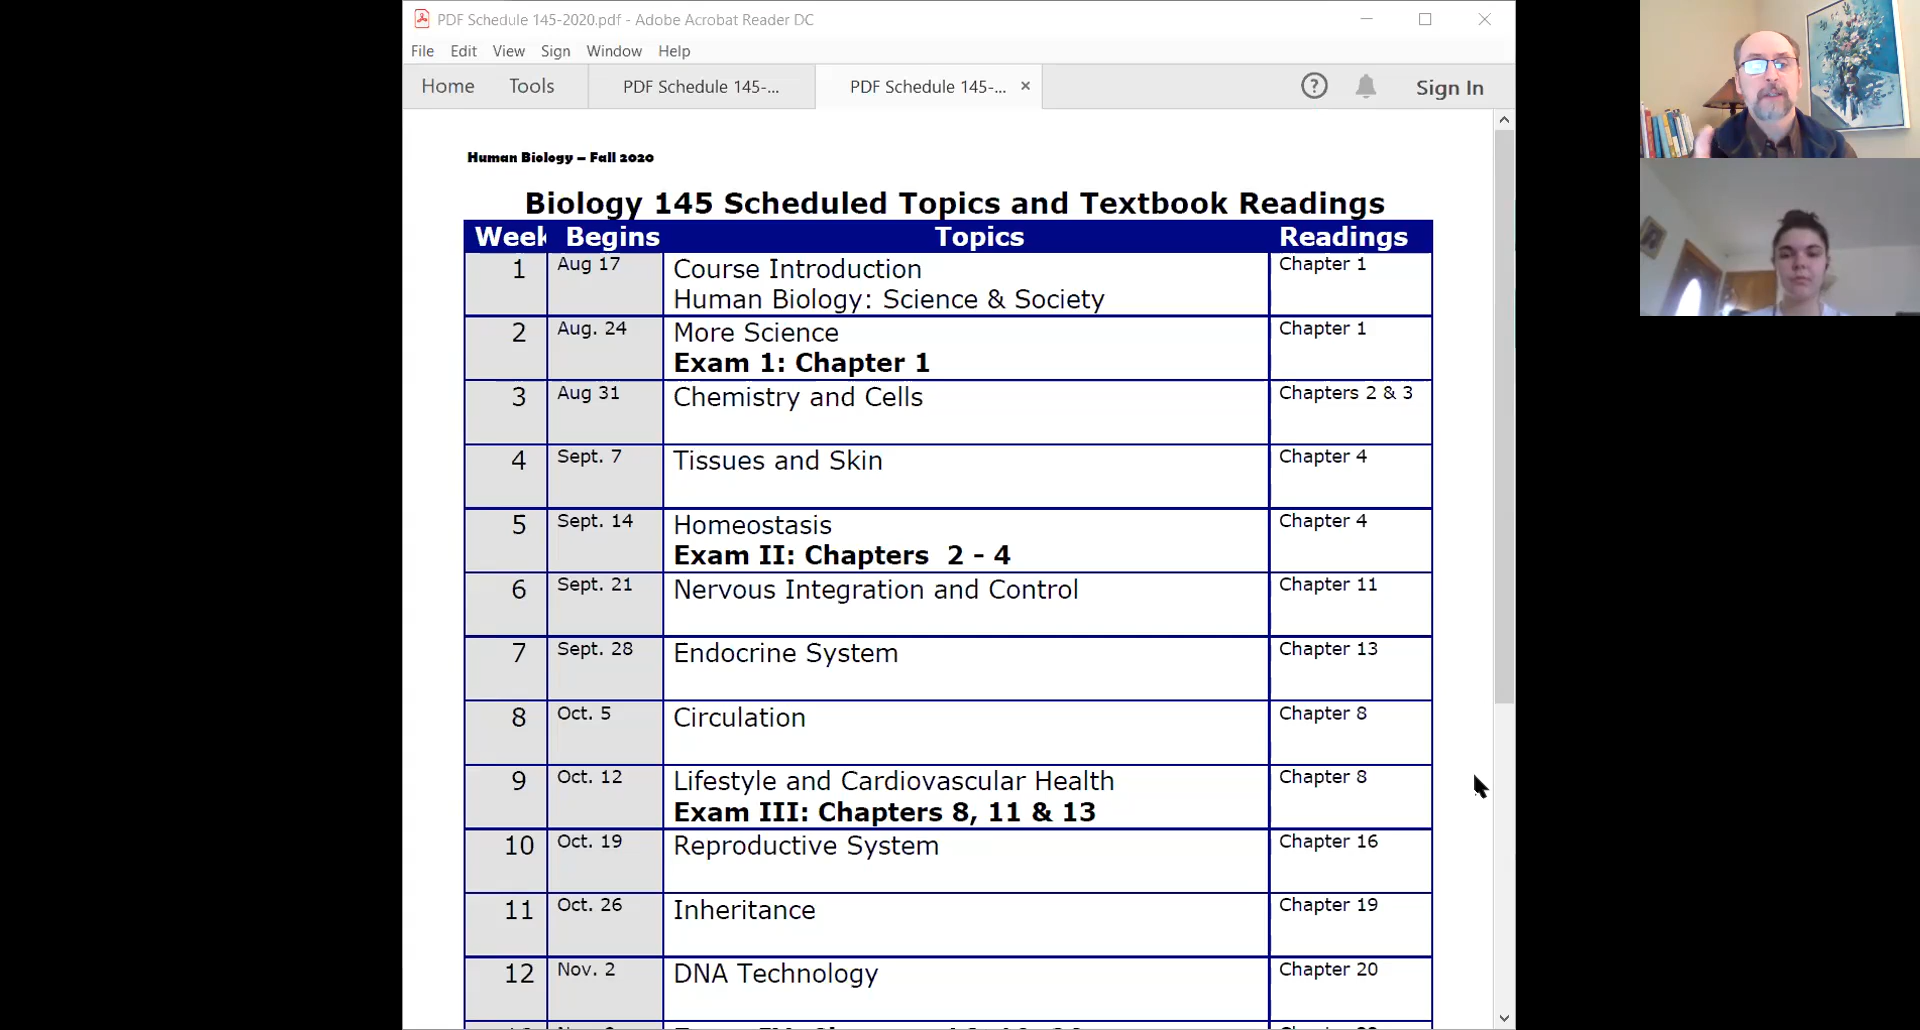 PDF Schedule 145-2020.pdf - Adobe Acrobat Reader DC
File Edit View Sign Window Help
Home Tools PDF Schedule 145-... PDF Schedule 145-... × ? Sign In
Human Biology – Fall 2020
Biology 145 Scheduled Topics and Textbook Readings
Week Begins Topics Readings
1 Aug 17 Course Introduction Chapter 1
Human Biology: Science & Society
2 Aug. 24 More Science Chapter 1
Exam 1: Chapter 1
3 Aug 31 Chemistry and Cells Chapters 2 & 3
4 Sept. 7 Tissues and Skin Chapter 4
5 Sept. 14 Homeostasis Chapter 4
Exam II: Chapters 2 - 4
6 Sept. 21 Nervous Integration and Control Chapter 11
7 Sept. 28 Endocrine System Chapter 13
8 Oct. 5 Circulation Chapter 8
9 Oct. 12 Lifestyle and Cardiovascular Health Chapter 8
Exam III: Chapters 8, 11 & 13
10 Oct. 19 Reproductive System Chapter 16
11 Oct. 26 Inheritance Chapter 19
12 Nov. 2 DNA Technology Chapter 20